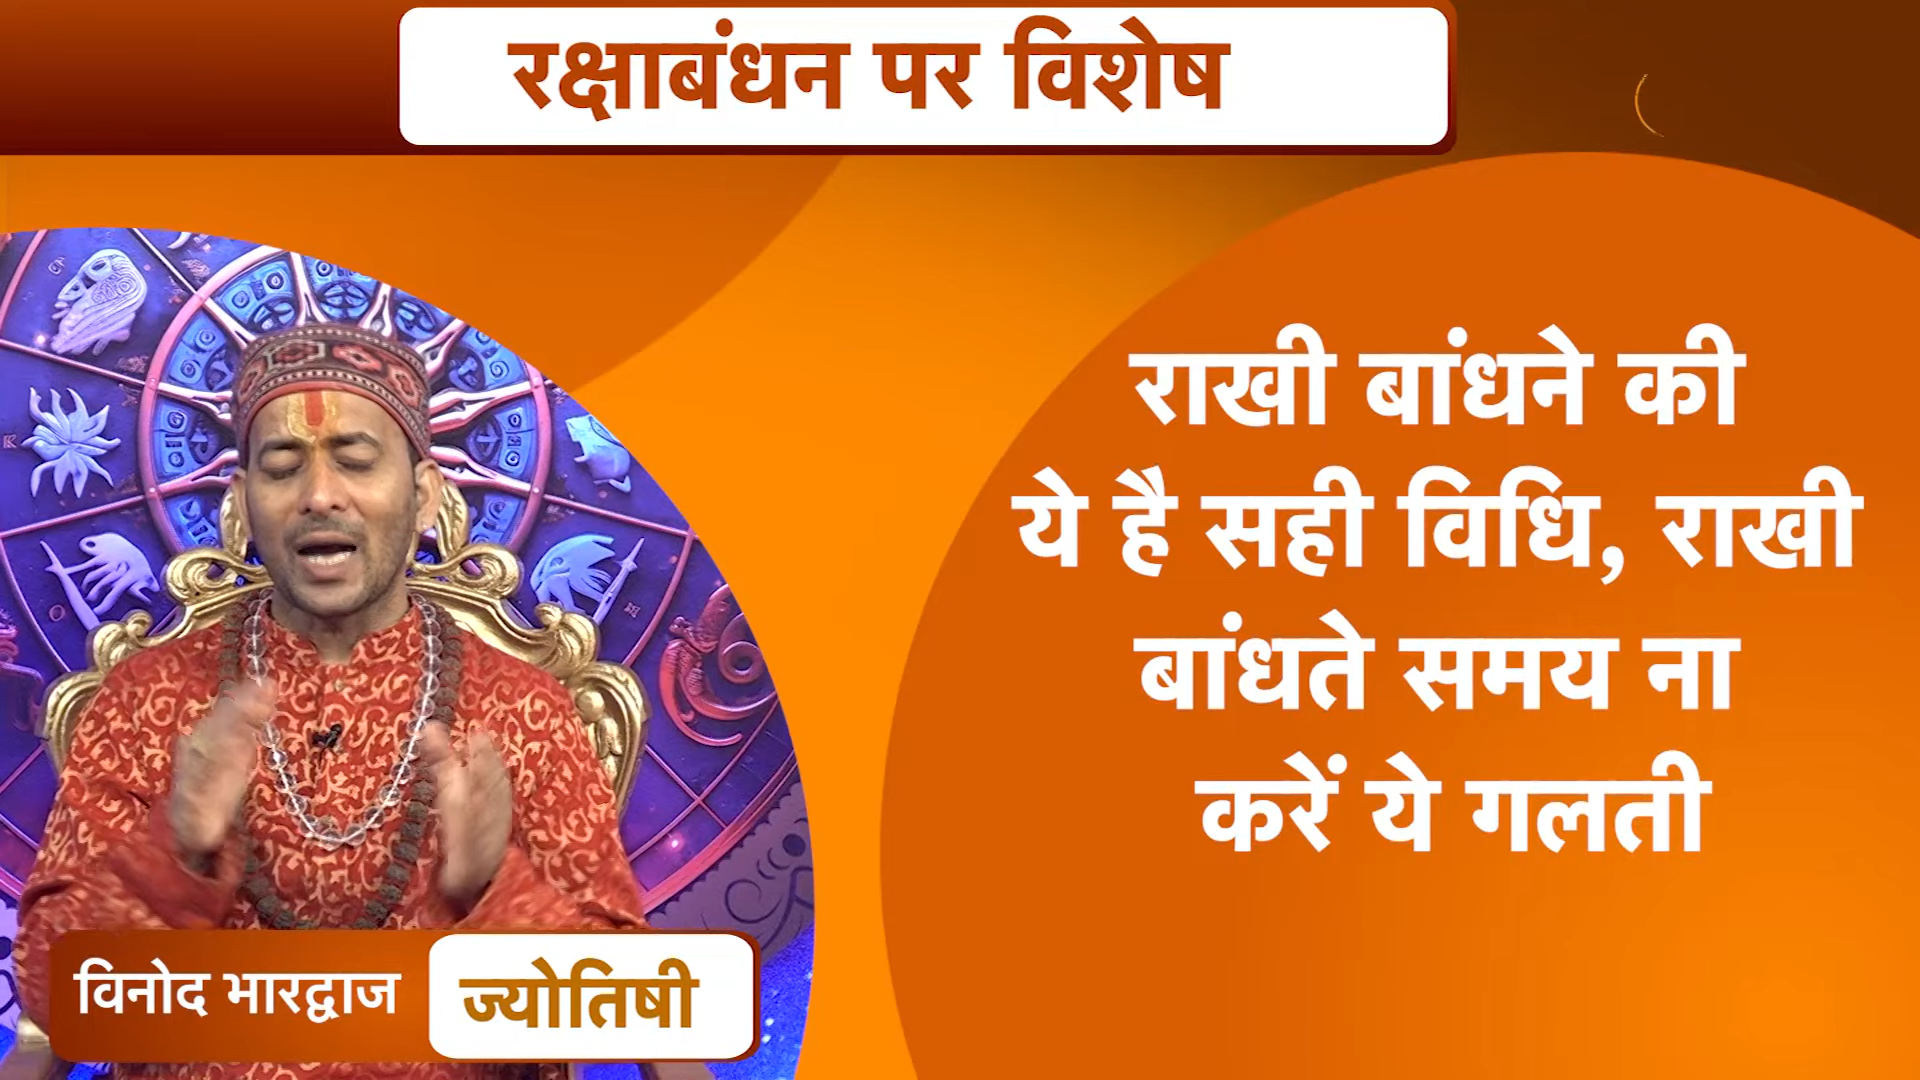 रक्षाबंधन पर विशेष
राखी बांधने की
ये है सही विधि, राखी
बांधते समय ना
करें ये गलती
विनोद भारद्वाज
ज्योतिषी